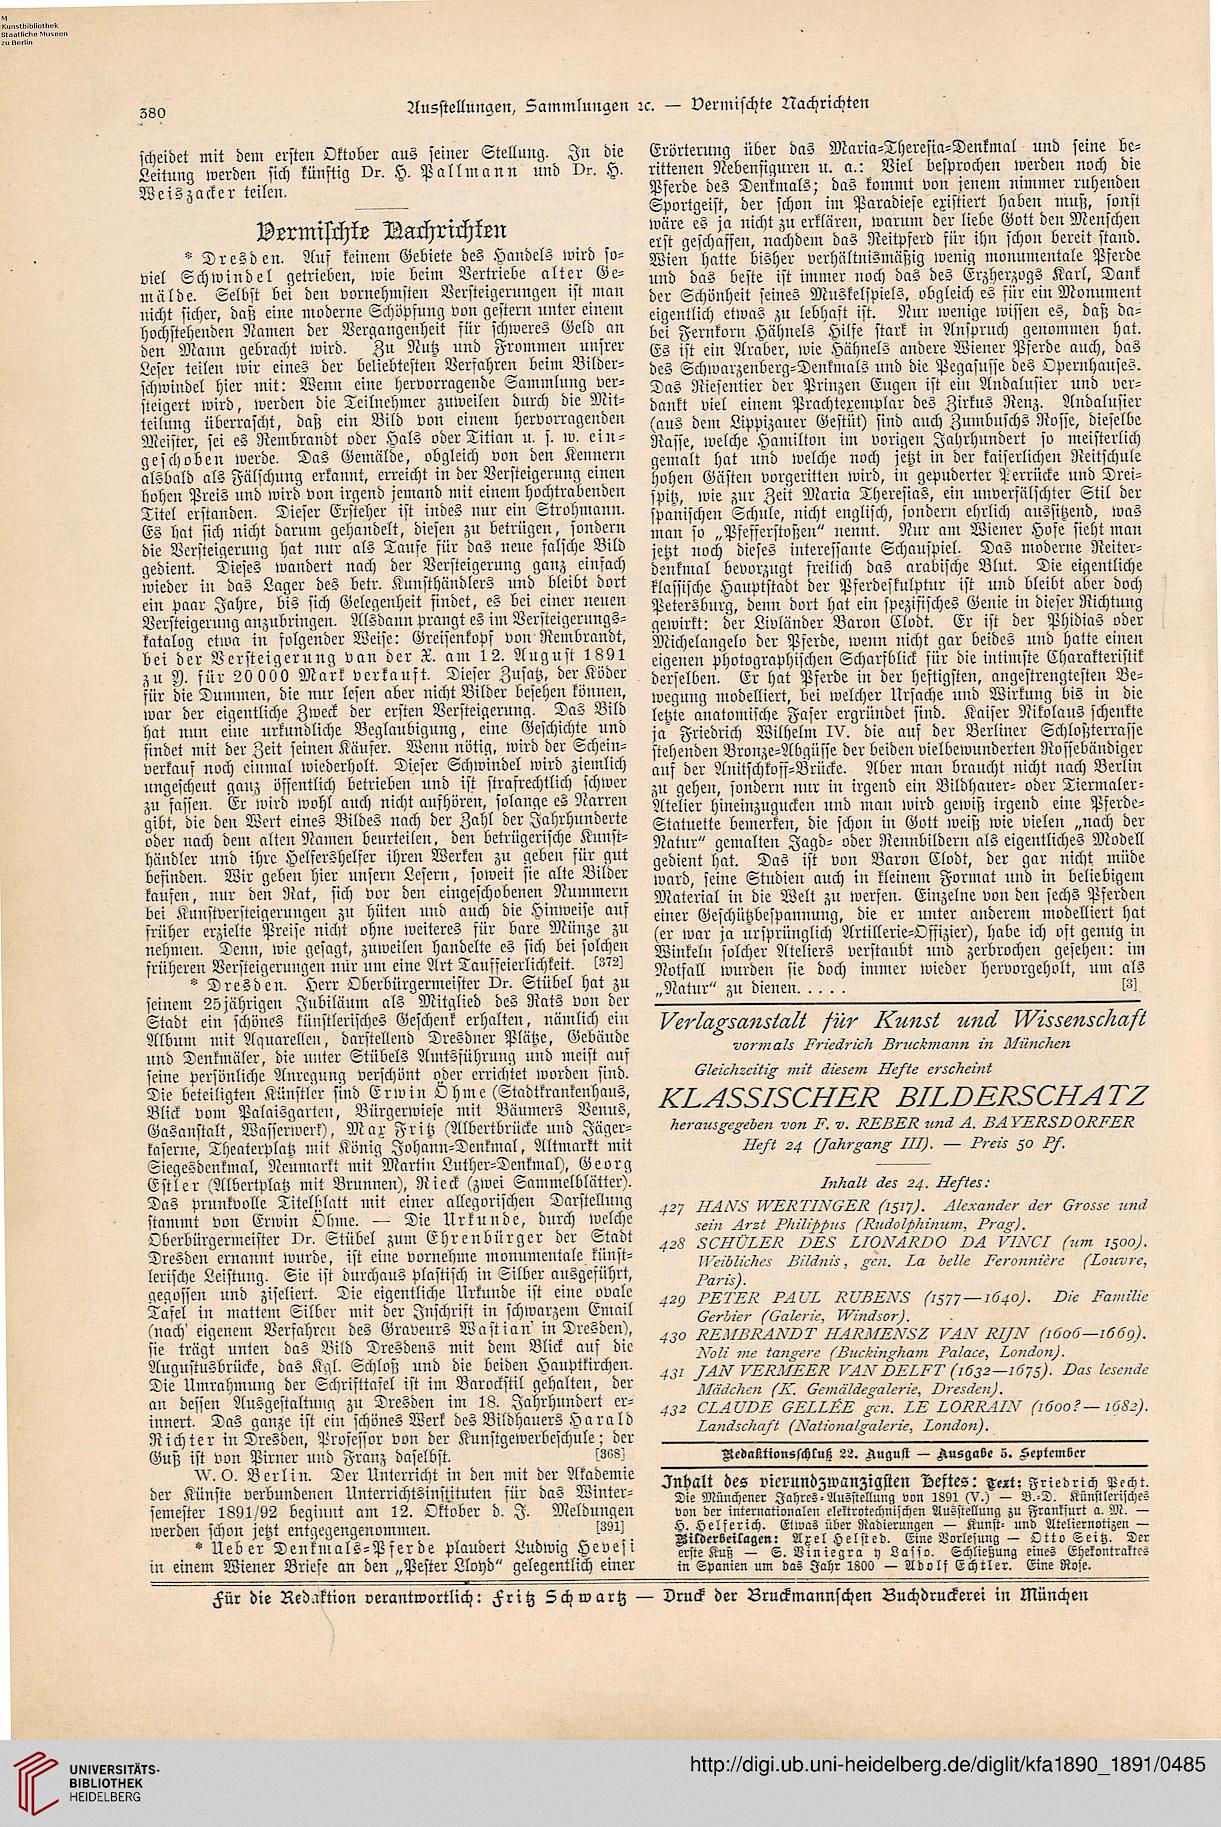 M
Kunstbibliothek
Staatliche Museen
zu Berlin
380
Ausstellungen, Sammlungen ꝛc. — Vermischte Nachrichten
scheidet mit dem ersten Oktober aus seiner Stellung. In die
Leitung werden sich künftig Dr. H. Pallmann und Dr. H.
Weiszacker teilen.
Vermischte Nachrichten
* Dresden. Auf keinem Gebiete des Handels wird so-
viel Schwindel getrieben, wie beim Vertriebe alter Ge-
mälde. Selbst bei den vornehmsten Versteigerungen ist man
nicht sicher, daß eine moderne Schöpfung von gestern unter einem
hochstehenden Namen der Vergangenheit für schweres Geld an
den Mann gebracht wird. Zu Nutz und Frommen unsrer
Leser teilen wir eines der beliebtesten Verfahren beim Bilder-
schwindel hier mit: Wenn eine hervorragende Sammlung ver-
steigert wird, werden die Teilnehmer zuweilen durch die Mit-
teilung überrascht, daß ein Bild von einem hervorragenden
Meister, sei es Rembrandt oder Hals oder Titian u. s. w. ein-
geschoben werde. Das Gemälde, obgleich von den Kennern
alsbald als Fälschung erkannt, erreicht in der Versteigerung einen
hohen Preis und wird von irgend jemand mit einem hochtrabenden
Titel erstanden. Dieser Ersteher ist indes nur ein Strohmann.
Es hat sich nicht darum gehandelt, diesen zu betrügen, sondern
die Versteigerung hat nur als Taufe für das neue falsche Bild
gedient. Dieses wandert nach der Versteigerung ganz einfach
wieder in das Lager des betr. Kunsthändlers und bleibt dort
ein paar Jahre, bis sich Gelegenheit findet, es bei einer neuen
Versteigerung anzubringen. Alsdann prangt es im Versteigerungs-
katalog etwa in folgender Weise: Greisenkopf von Rembrandt,
bei der Versteigerung van der X. am 12. August 1891
zu Y. für 20000 Mark verkauft. Dieser Zusatz, der Köder
für die Dummen, die nur lesen aber nicht Bilder besehen können,
war der eigentliche Zweck der ersten Versteigerung. Das Bild
hat nun eine urkundliche Beglaubigung, eine Geschichte und
findet mit der Zeit seinen Käufer. Wenn nötig, wird der Schein-
verkauf noch einmal wiederholt. Dieser Schwindel wird ziemlich
ungescheut ganz öffentlich betrieben und ist strafrechtlich schwer
zu fassen. Er wird wohl auch nicht aufhören, solange es Narren
gibt, die den Wert eines Bildes nach der Zahl der Jahrhunderte
oder nach dem alten Namen beurteilen, den betrügerische Kunst-
händler und ihre Helfershelfer ihren Werken zu geben für gut
befinden. Wir geben hier unsern Lesern, soweit sie alte Bilder
kaufen, nur den Rat, sich vor den eingeschobenen Nummern
bei Kunstversteigerungen zu hüten und auch die Hinweise auf
früher erzielte Preise nicht ohne weiteres für bare Münze zu
nehmen. Denn, wie gesagt, zuweilen handelte es sich bei solchen
früheren Versteigerungen nur um eine Art Tauffeierlichkeit. [372]
* Dresden. Herr Oberbürgermeister Dr. Stübel hat zu
seinem 25jährigen Jubiläum als Mitglied des Rats von der
Stadt ein schönes künstlerisches Geschenk erhalten, nämlich ein
Album mit Aquarellen, darstellend Dresdner Plätze, Gebäude
und Denkmäler, die unter Stübels Amtsführung und meist auf
seine persönliche Anregung verschönt oder errichtet worden sind.
Die beteiligten Künstler sind Erwin Öhme (Stadtkrankenhaus,
Blick vom Palaisgarten, Bürgerwiese mit Bäumers Venus,
Gasanstalt, Wasserwerk), Max Fritz (Albertbrücke und Jäger-
kaserne, Theaterplatz mit König Johann-Denkmal, Altmarkt mit
Siegesdenkmal, Neumarkt mit Martin Luther-Denkmal), Georg
Estler (Albertplatz mit Brunnen), Rieck (zwei Sammelblätter).
Das prunkvolle Titelblatt mit einer allegorischen Darstellung
stammt von Erwin Öhme. — Die Urkunde, durch welche
Oberbürgermeister Dr. Stübel zum Ehrenbürger der Stadt
Dresden ernannt wurde, ist eine vornehme monumentale künst-
lerische Leistung. Sie ist durchaus plastisch in Silber ausgeführt,
gegossen und ziseliert. Die eigentliche Urkunde ist eine ovale
Tafel in mattem Silber mit der Inschrift in schwarzem Email
(nach eigenem Verfahren des Graveurs Wastian in Dresden),
sie trägt unten das Bild Dresdens mit dem Blick auf die
Augustusbrücke, das Kgl. Schloß und die beiden Hauptkirchen.
Die Umrahmung der Schrifttafel ist im Barockstil gehalten, der
an dessen Ausgestaltung zu Dresden im 18. Jahrhundert er-
innert. Das ganze ist ein schönes Werk des Bildhauers Harald
Richter in Dresden, Professor von der Kunstgewerbeschule; der
Guß ist von Pirner und Franz daselbst. [368]
W. O. Berlin. Der Unterricht in den mit der Akademie
der Künste verbundenen Unterrichtsinstituten für das Winter-
semester 1891/92 beginnt am 12. Oktober d. J. Meldungen
werden schon jetzt entgegengenommen. [391]
* Ueber Denkmals-Pferde plaudert Ludwig Hevesi
in einem Wiener Briefe an den „Pester Lloyd“ gelegentlich einer
Erörterung über das Maria-Theresia-Denkmal und seine be-
rittenen Nebenfiguren u. a.: Viel besprochen werden noch die
Pferde des Denkmals; das kommt von jenem nimmer ruhenden
Sportgeist, der schon im Paradiese existiert haben muß, sonst
wäre es ja nicht zu erklären, warum der liebe Gott den Menschen
erst geschaffen, nachdem das Reitpferd für ihn schon bereit stand.
Wien hatte bisher verhältnismäßig wenig monumentale Pferde
und das beste ist immer noch das des Erzherzogs Karl, Dank
der Schönheit seines Muskelspiels, obgleich es für ein Monument
eigentlich etwas zu lebhaft ist. Nur wenige wissen es, daß da-
bei Fernkorn Hähnels Hilfe stark in Anspruch genommen hat.
Es ist ein Araber, wie Hähnels andere Wiener Pferde auch, das
des Schwarzenberg-Denkmals und die Pegasusse des Opernhauses.
Das Riesentier der Prinzen Eugen ist ein Andalusier und ver-
dankt viel einem Prachtexemplar des Zirkus Renz. Andalusier
(aus dem Lippizauer Gestüt) sind auch Zumbuschs Rosse, dieselbe
Rasse, welche Hamilton im vorigen Jahrhundert so meisterlich
gemalt hat und welche noch jetzt in der kaiserlichen Reitschule
hohen Gästen vorgeritten wird, in gepuderter Perrücke und Drei-
spitz, wie zur Zeit Maria Theresias, ein unverfälschter Stil der
spanischen Schule, nicht englisch, sondern ehrlich aussitzend, was
man so „Pfefferstoßen“ nennt. Nur am Wiener Hofe sieht man
jetzt noch dieses interessante Schauspiel. Das moderne Reiter-
denkmal bevorzugt freilich das arabische Blut. Die eigentliche
klassische Hauptstadt der Pferdeskulptur ist und bleibt aber doch
Petersburg, denn dort hat ein spezifisches Genie in dieser Richtung
gewirkt: der Livländer Baron Clodt. Er ist der Phidias oder
Michelangelo der Pferde, wenn nicht gar beides und hatte einen
eigenen photographischen Scharfblick für die intimste Charakteristik
derselben. Er hat Pferde in der heftigsten, angestrengtesten Be-
wegung modelliert, bei welcher Ursache und Wirkung bis in die
letzte anatomische Faser ergründet sind. Kaiser Nikolaus schenkte
ja Friedrich Wilhelm IV. die auf der Berliner Schloßterrasse
stehenden Bronze-Abgüsse der beiden vielbewunderten Rossebändiger
auf der Anitschkoff-Brücke. Aber man braucht nicht nach Berlin
zu gehen, sondern nur in irgend ein Bildhauer- oder Tiermaler-
Atelier hineinzugucken und man wird gewiß irgend eine Pferde-
Statuette bemerken, die schon in Gott weiß wie vielen „nach der
Natur“ gemalten Jagd- oder Rennbildern als eigentliches Modell
gedient hat. Das ist von Baron Clodt, der gar nicht müde
ward, seine Studien auch in kleinem Format und in beliebigem
Material in die Welt zu werfen. Einzelne von den sechs Pferden
einer Geschützbespannung, die er unter anderem modelliert hat
(er war ja ursprünglich Artillerie-Offizier), habe ich oft genug in
Winkeln solcher Ateliers verstaubt und zerbrochen gesehen: im
Notfall wurden sie doch immer wieder hervorgeholt, um als
„Natur“ zu dienen. . . . . [3]
Verlagsanstalt für Kunst und Wissenschaft
vormals Friedrich Bruckmann in München
Gleichzeitig mit diesem Hefte erscheint
KLASSISCHER BILDERSCHATZ
herausgegeben von F. v. REBER und A. BAYERSDORFER
Heft 24 (Jahrgang III). — Preis 50 Pf.
Inhalt des 24. Heftes:
427 HANS WERTINGER (1517). Alexander der Grosse und
sein Arzt Philippus (Rudolphinum, Prag).
428 SCHÜLER DES LIONARDO DA VINCI (um 1500).
Weibliches Bildnis, gen. La belle Feronnière (Louvre,
Paris).
429 PETER PAUL RUBENS (1577—1640). Die Familie
Gerbier (Galerie, Windsor).
430 REMBRANDT HARMENSZ VAN RIJN (1606—1669).
Noli me tangere (Buckingham Palace, London).
431 JAN VERMEER VAN DELFT (1632—1675). Das lesende
Mädchen (K. Gemäldegalerie, Dresden).
432 CLAUDE GELLÉE gen. LE LORRAIN (1600?—1682).
Landschaft (Nationalgalerie, London).
Redaktionsschluß 22. August — Ausgabe 5. September
Inhalt des vierundzwanzigsten Heftes: Text: Friedrich Pecht.
Die Münchener Jahres-Ausstellung von 1891 (V.) — B.-D. Künstlerisches
von der internationalen elektrotechnischen Ausstellung zu Frankfurt a. M. —
H. Helferich. Etwas über Radierungen — Kunst- und Ateliernotizen —
Bilderbeilagen: Axel Helsted. Eine Vorlesung — Otto Seitz. Der
erste Kuß — S. Viniegra y Lasso. Schließung eines Ehekontraktes
in Spanien um das Jahr 1800 — Adolf Echtler. Eine Rose.
Für die Redaktion verantwortlich: Fritz Schwartz — Druck der Bruckmannschen Buchdruckerei in München
UNIVERSITÄTS-
BIBLIOTHEK
HEIDELBERG
http://digi.ub.uni-heidelberg.de/diglit/kfa1890_1891/0485